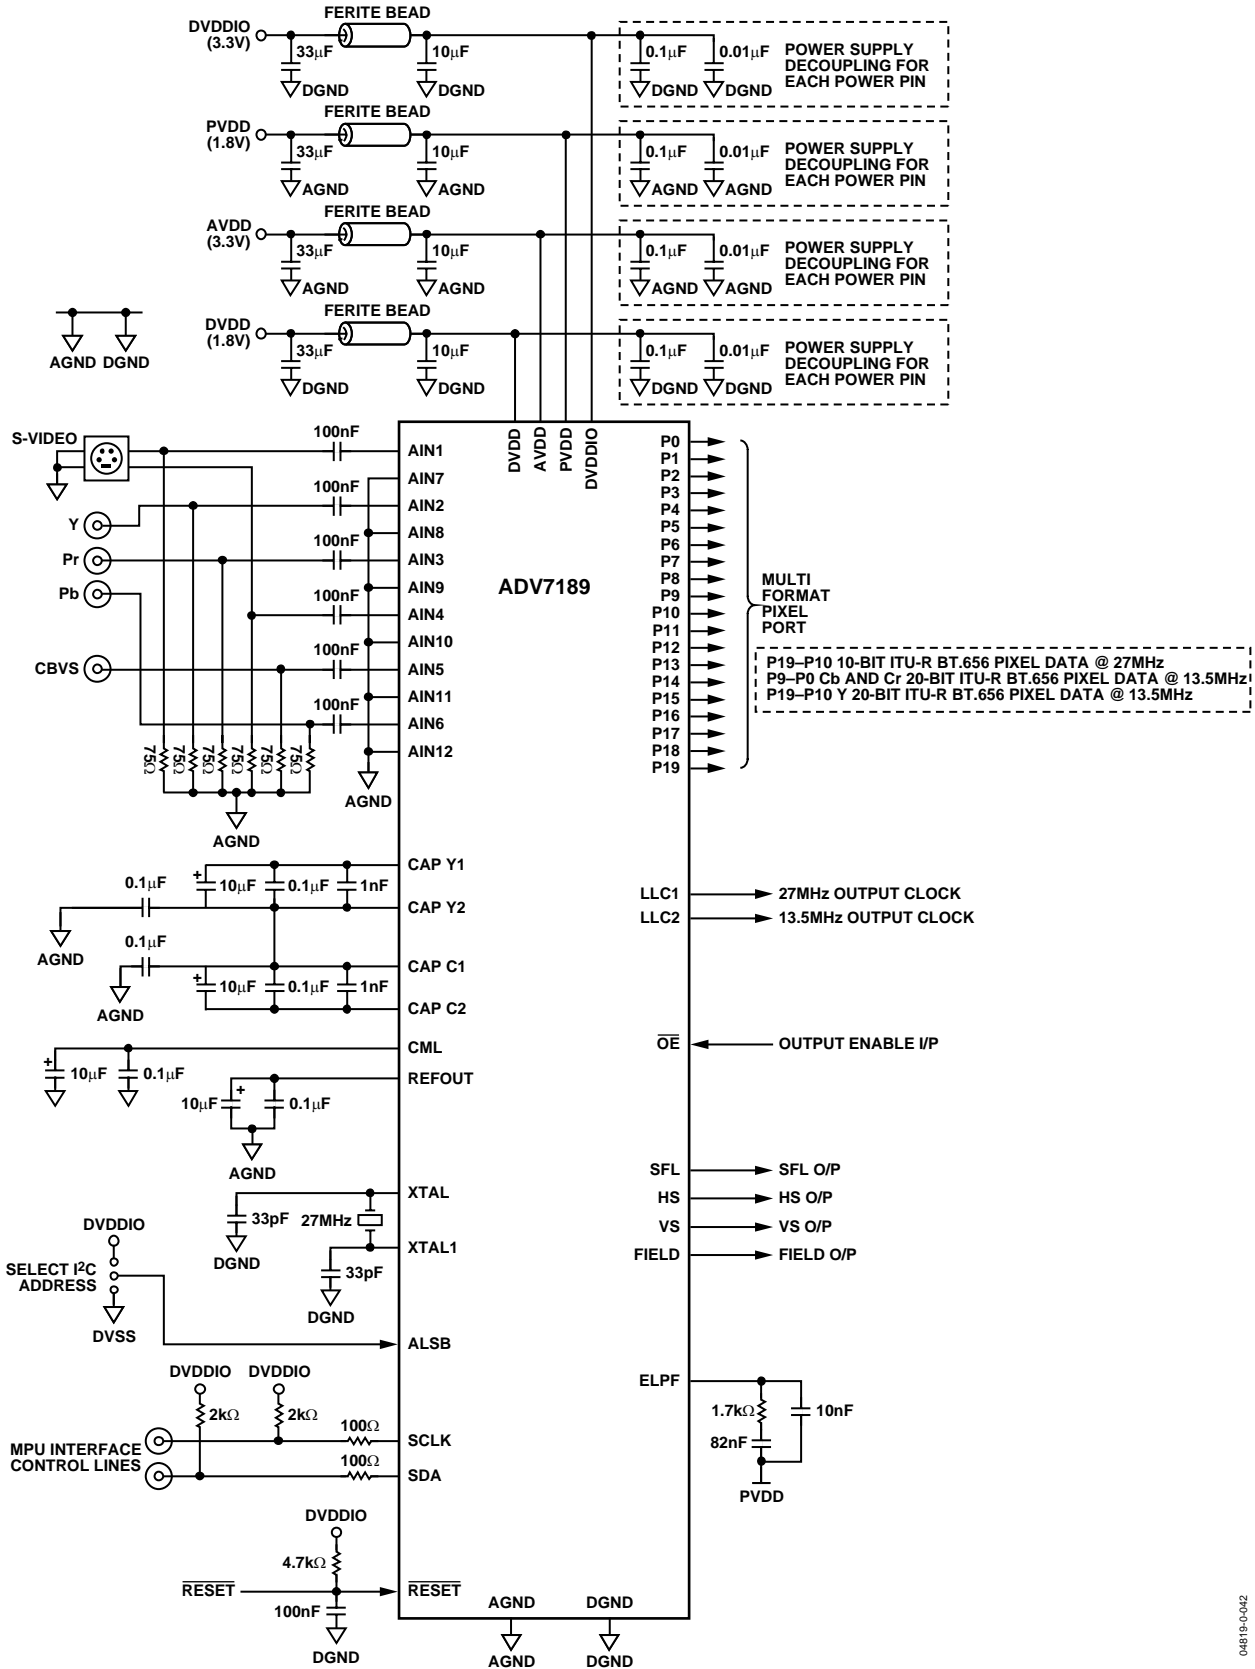 FERITE BEAD
DVDDIO
(3.3V)
33µF
10µF
0.1µF
0.01µF
POWER SUPPLY
DECOUPLING FOR
EACH POWER PIN
DGND
DGND
DGND
DGND
FERITE BEAD
PVDD
(1.8V)
33µF
10µF
0.1µF
0.01µF
POWER SUPPLY
DECOUPLING FOR
EACH POWER PIN
AGND
AGND
AGND
AGND
FERITE BEAD
AVDD
(3.3V)
33µF
10µF
0.1µF
0.01µF
POWER SUPPLY
DECOUPLING FOR
EACH POWER PIN
AGND
AGND
AGND
AGND
FERITE BEAD
DVDD
(1.8V)
33µF
10µF
0.1µF
0.01µF
POWER SUPPLY
DECOUPLING FOR
EACH POWER PIN
DGND
DGND
DGND
DGND
AGND DGND
S-VIDEO
Y
Pr
Pb
CBVS
100nF
100nF
100nF
100nF
100nF
100nF
75Ω
75Ω
75Ω
75Ω
75Ω
75Ω
AGND
AGND
AIN1
AIN7
AIN2
AIN8
AIN3
AIN9
AIN4
AIN10
AIN5
AIN11
AIN6
AIN12
DVDD
AVDD
PVDD
DVDDIO
ADV7189
P0
P1
P2
P3
P4
P5
P6
P7
P8
P9
P10
P11
P12
P13
P14
P15
P16
P17
P18
P19
MULTI
FORMAT
PIXEL
PORT
P19–P10 10-BIT ITU-R BT.656 PIXEL DATA @ 27MHz
P9–P0 Cb AND Cr 20-BIT ITU-R BT.656 PIXEL DATA @ 13.5MHz
P19–P10 Y 20-BIT ITU-R BT.656 PIXEL DATA @ 13.5MHz
0.1µF
+
10µF
0.1µF
1nF
CAP Y1
CAP Y2
AGND
0.1µF
+
10µF
0.1µF
1nF
CAP C1
CAP C2
AGND
LLC1
27MHz OUTPUT CLOCK
LLC2
13.5MHz OUTPUT CLOCK
+
10µF
0.1µF
CML
OE
OUTPUT ENABLE I/P
REFOUT
10µF
+
0.1µF
AGND
SFL
SFL O/P
HS
HS O/P
VS
VS O/P
FIELD
FIELD O/P
XTAL
33pF
27MHz
DGND
XTAL1
33pF
DGND
DVDDIO
SELECT I²C
ADDRESS
DVSS
ALSB
DVDDIO
DVDDIO
2kΩ
2kΩ
MPU INTERFACE
CONTROL LINES
100Ω
SCLK
100Ω
SDA
ELPF
1.7kΩ
10nF
82nF
PVDD
DVDDIO
4.7kΩ
RESET
RESET
100nF
DGND
AGND
DGND
AGND
DGND
04819-0-042